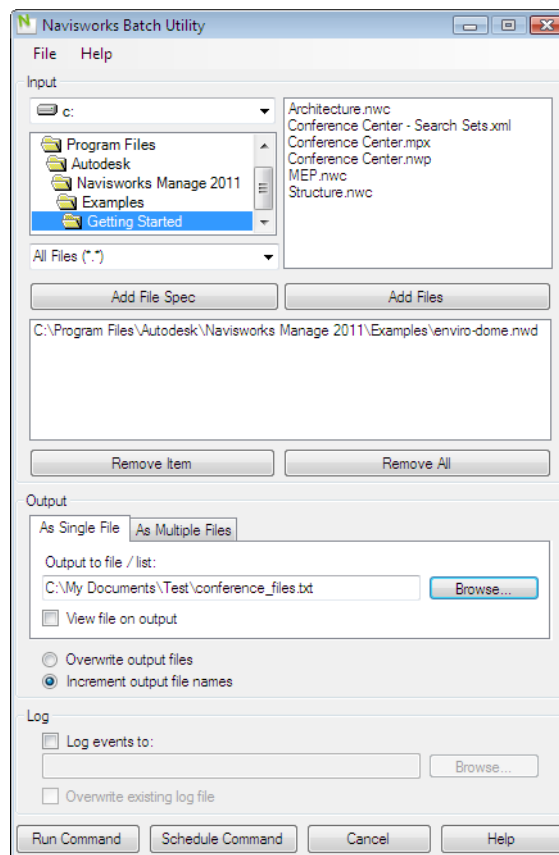 Navisworks Batch Utility
File Help
Input
c:
Program Files
Autodesk
Navisworks Manage 2011
Examples
Getting Started
All Files (*.*)
Architecture.nwc
Conference Center - Search Sets.xml
Conference Center.mpx
Conference Center.nwp
MEP.nwc
Structure.nwc
Add File Spec
Add Files
C:\Program Files\Autodesk\Navisworks Manage 2011\Examples\enviro-dome.nwd
Remove Item
Remove All
Output
As Single File
As Multiple Files
Output to file / list:
C:\My Documents\Test\conference_files.txt
Browse...
View file on output
Overwrite output files
Increment output file names
Log
Log events to:
Browse...
Overwrite existing log file
Run Command
Schedule Command
Cancel
Help